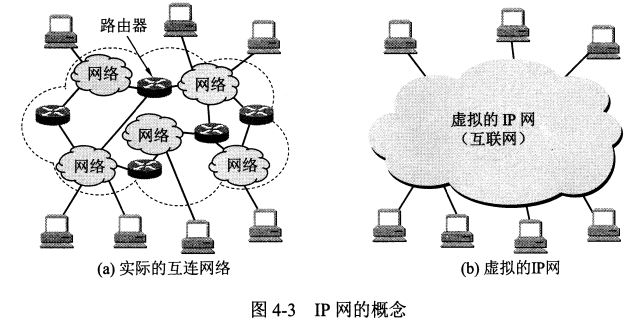 路由器
网络
网络
网络
网络
网络
(a) 实际的互连网络
虚拟的 IP 网
(互联网)
(b) 虚拟的IP网
图 4-3 IP 网的概念